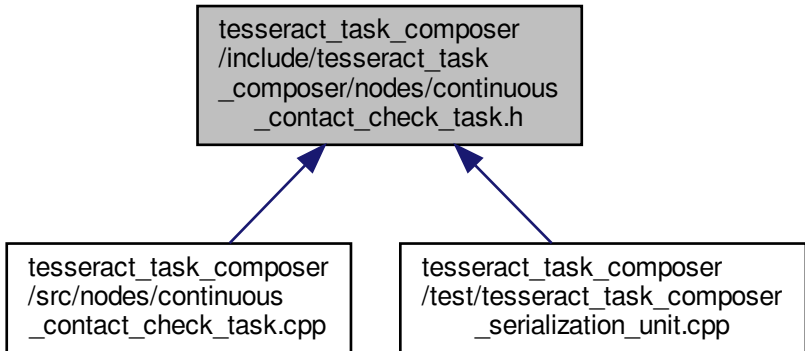 tesseract_task_composer
/include/tesseract_task
_composer/nodes/continuous
_contact_check_task.h
tesseract_task_composer
/src/nodes/continuous
_contact_check_task.cpp
tesseract_task_composer
/test/tesseract_task_composer
_serialization_unit.cpp